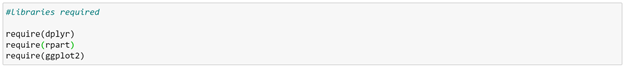 #Libraries required
require(dplyr)
require(rpart)
require(ggplot2)